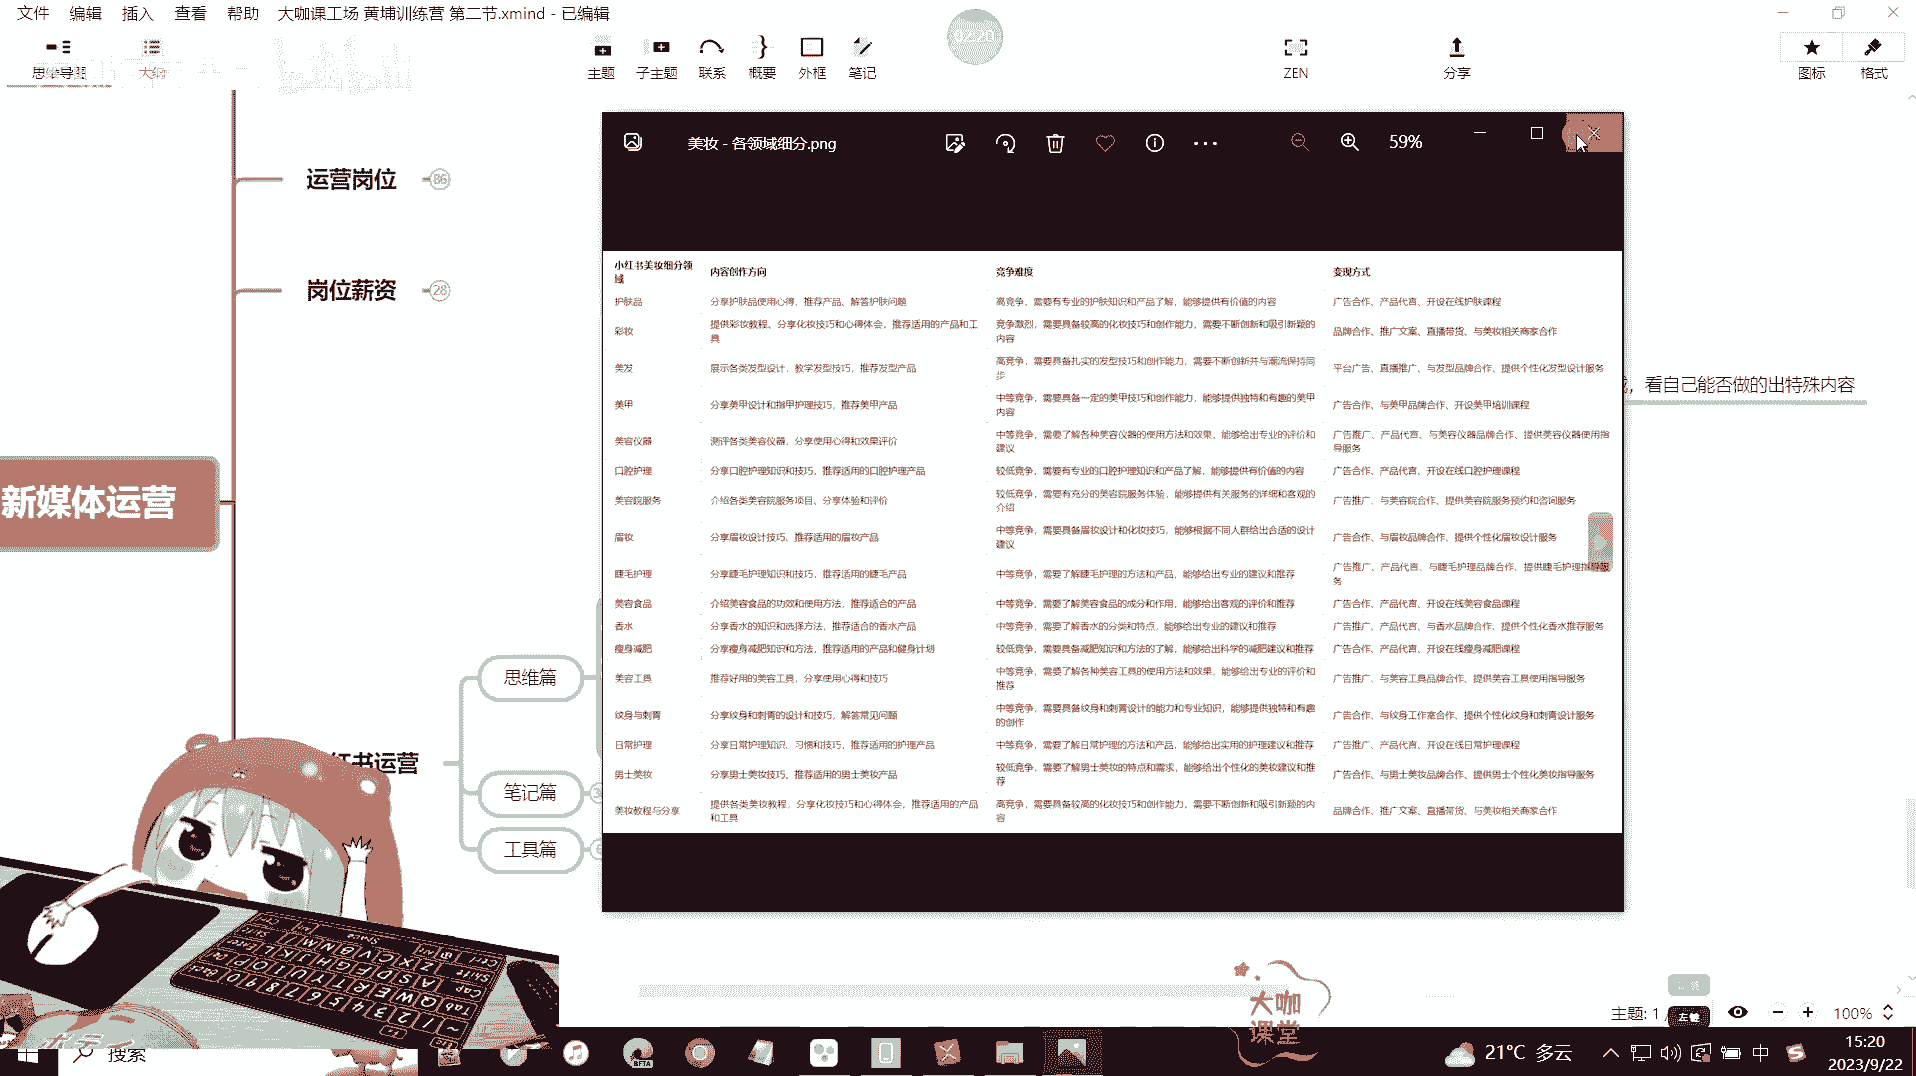 文件 编辑 插入 查看 帮助 大咖课工场 黄埔训练营 第二节.xmind - 已编辑
02:20
思维导图 大纲 主题 子主题 联系 概要 外框 笔记 ZEN 分享 图标 格式
美妆 - 各领域细分.png 59%
运营岗位 86
岗位薪资 28
新媒体运营
红书运营
思维篇
笔记篇
工具篇
，看自己能否做的出特殊内容
小红书美妆细分领域 内容创作方向 竞争难度 变现方式
护肤品 分享护肤品使用心得、推荐产品、解答护肤问题 高竞争，需要有专业的护肤知识和产品了解，能够提供有价值的内容 广告合作、产品代言、开设在线护肤课程
彩妆 提供彩妆教程、分享化妆技巧和心得体会，推荐适用的产品和工具 竞争激烈，需要具备较高的化妆技巧和创作能力，需要不断创新和吸引新颖的内容 品牌合作、推广文案、直播带货、与美妆相关商家合作
美发 展示各类发型设计，教学发型技巧，推荐发型产品 高竞争，需要具备扎实的发型技巧和创作能力，需要不断创新并与潮流保持同步 平台广告、直播推广、与发型品牌合作、提供个性化发型设计服务
美甲 分享美甲设计和指甲护理技巧，推荐美甲产品 中等竞争，需要具备一定的美甲技巧和创作能力，能够提供独特和有趣的美甲内容 广告合作、与美甲品牌合作、开设美甲培训课程
美容仪器 测评各类美容仪器，分享使用心得和效果评价 中等竞争，需要了解各种美容仪器的使用方法和效果，能够给出专业的评价和建议 广告推广、产品代言、与美容仪器品牌合作、提供美容仪器使用指导服务
口腔护理 分享口腔护理知识和技巧，推荐适用的口腔护理产品 较低竞争，需要有专业的口腔护理知识和产品了解，能够提供有价值的内容 广告合作、产品代言、开设在线口腔护理课程
美容院服务 介绍各类美容院服务项目、分享体验和评价 较低竞争，需要有充分的美容院服务体验，能够提供有关服务的详细和客观的介绍 广告推广、与美容院合作、提供美容院服务预约和咨询服务
眉妆 分享眉妆设计技巧、推荐适用的眉妆产品 中等竞争，需要具备眉妆设计和化妆技巧，能够根据不同人群给出合适的设计建议 广告合作、与眉妆品牌合作、提供个性化眉妆设计服务
睫毛护理 分享睫毛护理知识和技巧，推荐适用的睫毛产品 中等竞争，需要了解睫毛护理的方法和产品，能够给出专业的建议和推荐 广告推广、产品代言、与睫毛护理品牌合作、提供睫毛护理指导服务
美容食品 介绍美容食品的功效和使用方法，推荐适合的产品 中等竞争，需要了解美容食品的成分和作用，能够给出客观的评价和推荐 广告合作、产品代言、开设在线美容食品课程
香水 分享香水的知识和选择方法，推荐适合的香水产品 中等竞争，需要了解香水的分类和特点，能够给出专业的建议和推荐 广告推广、产品代言、与香水品牌合作、提供个性化香水推荐服务
瘦身减肥 分享瘦身减肥知识和方法，推荐适用的产品和健身计划 较低竞争，需要具备减肥知识和方法的了解，能够给出科学的减肥建议和推荐 广告合作、产品代言、开设在线瘦身减肥课程
美容工具 推荐好用的美容工具，分享使用心得和技巧 中等竞争，需要了解各种美容工具的使用方法和效果，能够给出专业的评价和推荐 广告推广、与美容工具品牌合作、提供美容工具使用指导服务
纹身与刺青 分享纹身和刺青的设计和技巧，解答常见问题 中等竞争，需要具备纹身和刺青设计的能力和专业知识，能够提供独特和有趣的创作 广告合作、与纹身工作室合作、提供个性化纹身和刺青设计服务
日常护理 分享日常护理知识、习惯和技巧，推荐适用的护理产品 中等竞争，需要了解日常护理的方法和产品，能够给出实用的护理建议和推荐 广告推广、产品代言、开设在线日常护理课程
男士美妆 分享男士美妆技巧、推荐适用的男士美妆产品 较低竞争，需要了解男士美妆的特点和需求，能够给出个性化的美妆建议和推荐 广告合作、与男士美妆品牌合作、提供男士个性化美妆指导服务
美妆教程与分享 提供各类美妆教程，分享化妆技巧和心得体会，推荐适用的产品和工具 高竞争，需要具备较高的化妆技巧和创作能力，需要不断创新和吸引新颖的内容 品牌合作、推广文案、直播带货、与美妆相关商家合作
大咖
课堂
主题: 1 / 左键 100%
搜索 BETA 21°C 多云 中 15:20
2023/9/22